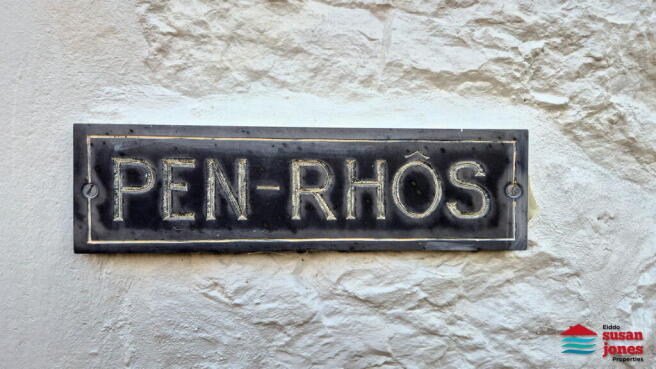 PEN-RHÔS
Eiddo
susan
jones
Properties